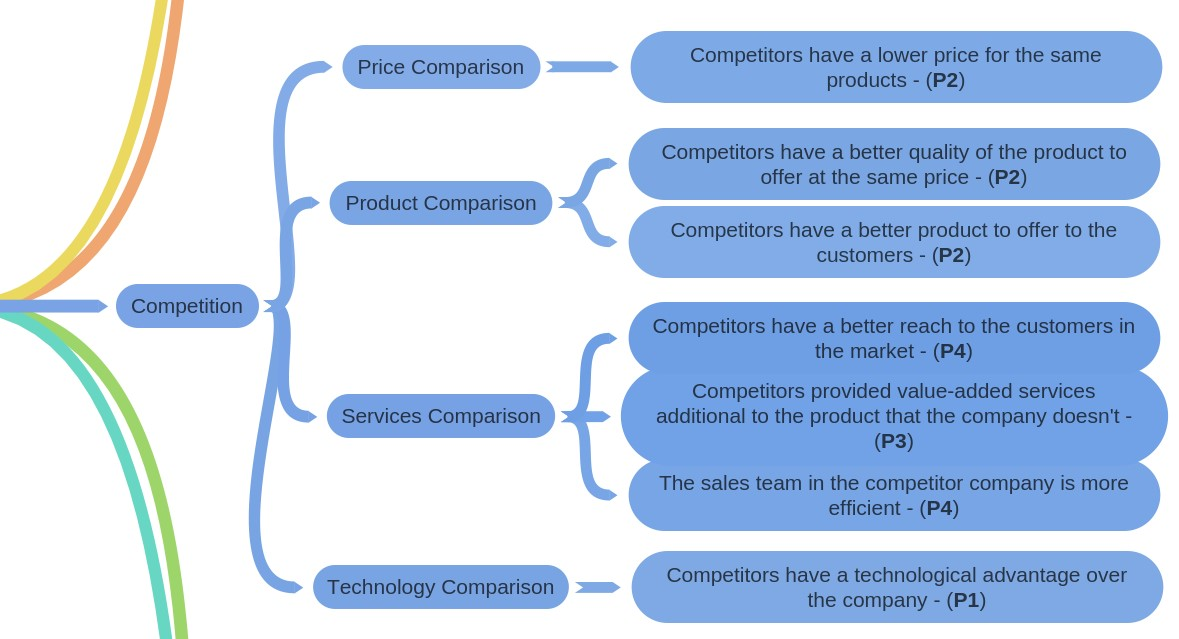 Price Comparison
Competitors have a lower price for the same
products - (P2)
Product Comparison
Competitors have a better quality of the product to
offer at the same price - (P2)
Competitors have a better product to offer to the
customers - (P2)
Competition
Services Comparison
Competitors have a better reach to the customers in
the market - (P4)
Competitors provided value-added services
additional to the product that the company doesn't -
(P3)
The sales team in the competitor company is more
efficient - (P4)
Technology Comparison
Competitors have a technological advantage over
the company - (P1)